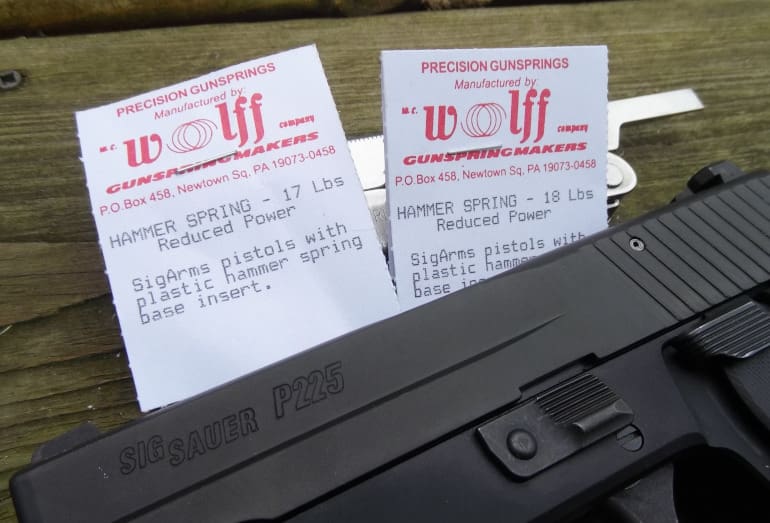 PRECISION GUNSPRINGS
Manufactured by:
W. C. wolff company
GUNSPRINGMAKERS
P.O.Box 458, Newtown Sq, PA 19073-0458
HAMMER SPRING - 17 Lbs
Reduced Power
SigArms pistols with
plastic hammer spring
base insert.
PRECISION GUNSPRINGS
Manufactured by:
W. C. wolff company
GUNSPRINGMAKERS
P.O.Box 458, Newtown Sq, PA 19073-0458
HAMMER SPRING - 18 Lbs
Reduced Power
SigArms pistols with
plastic hammer
base
SIG SAUER P225